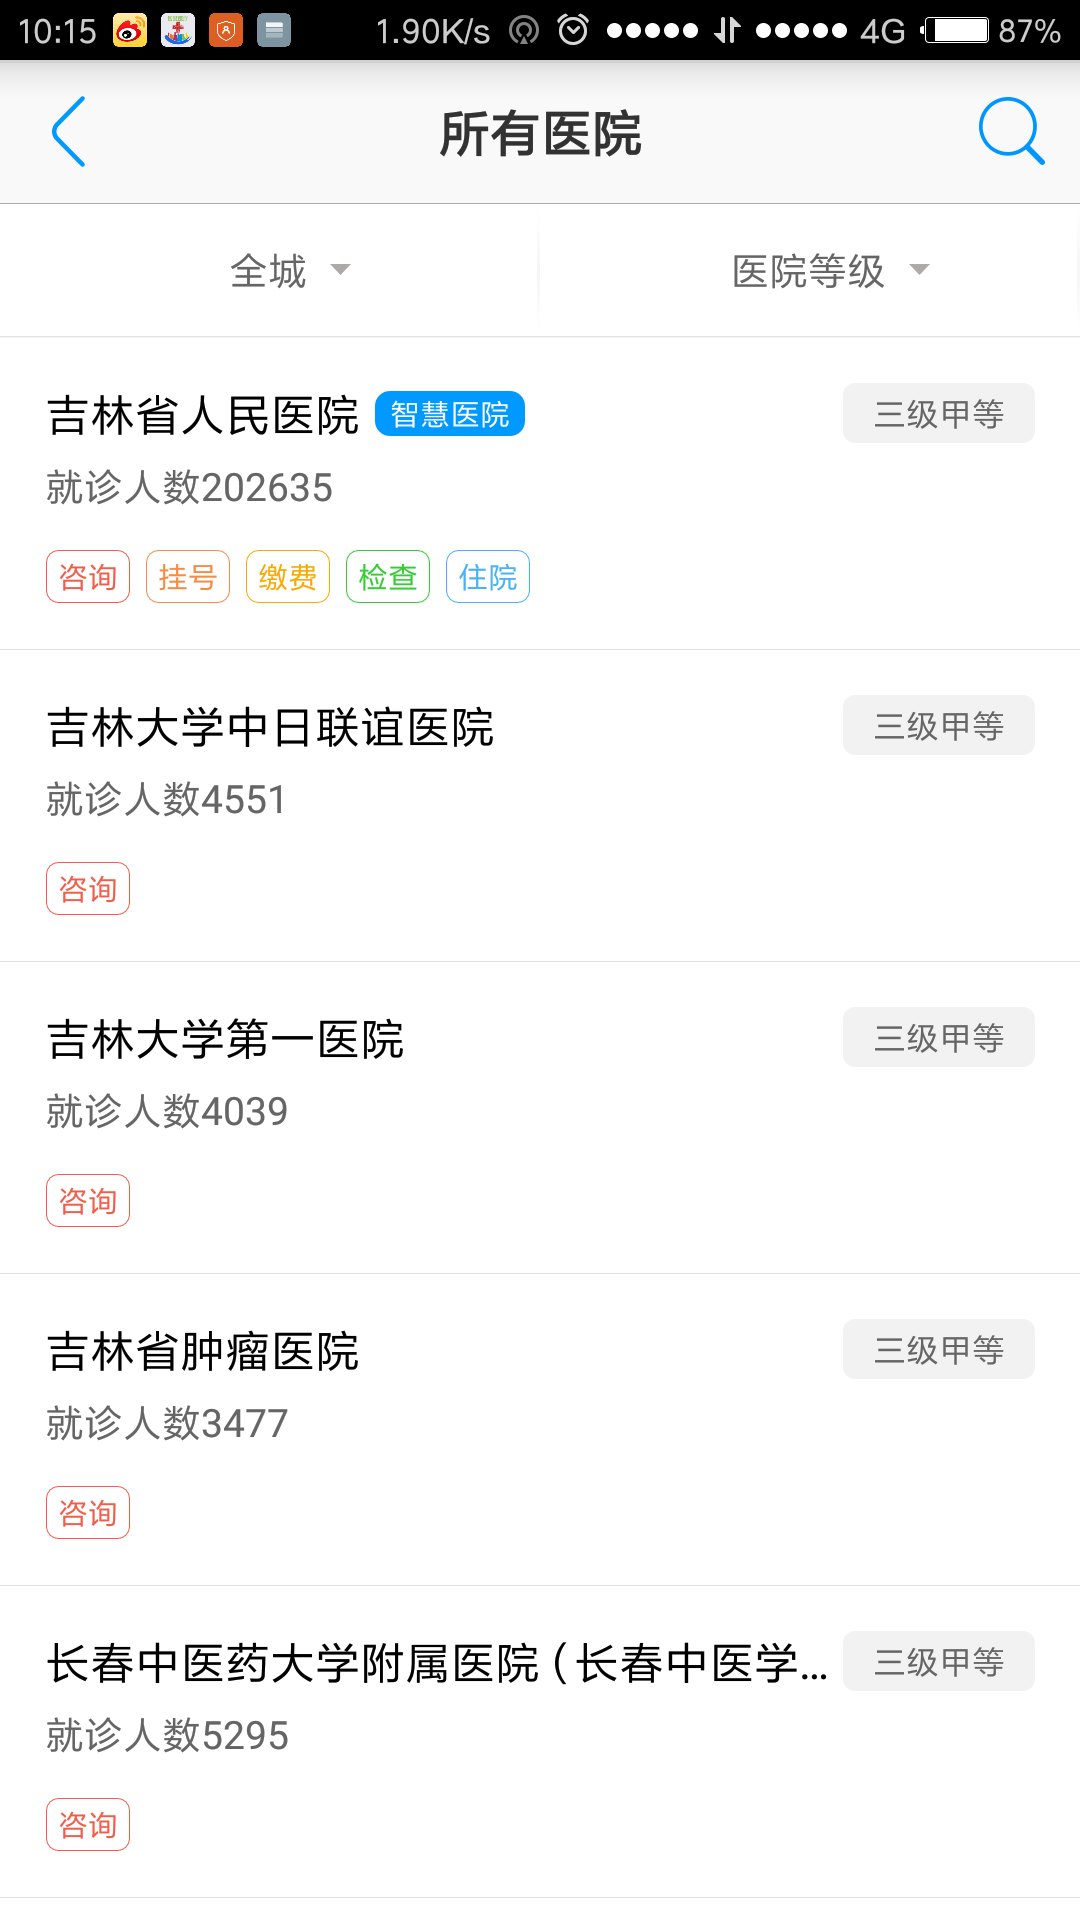 10:15 1.90K/s 4G 87%
所有医院
全城 医院等级
吉林省人民医院 智慧医院 三级甲等
就诊人数202635
咨询 挂号 缴费 检查 住院
吉林大学中日联谊医院 三级甲等
就诊人数4551
咨询
吉林大学第一医院 三级甲等
就诊人数4039
咨询
吉林省肿瘤医院 三级甲等
就诊人数3477
咨询
长春中医药大学附属医院（长春中医学... 三级甲等
就诊人数5295
咨询